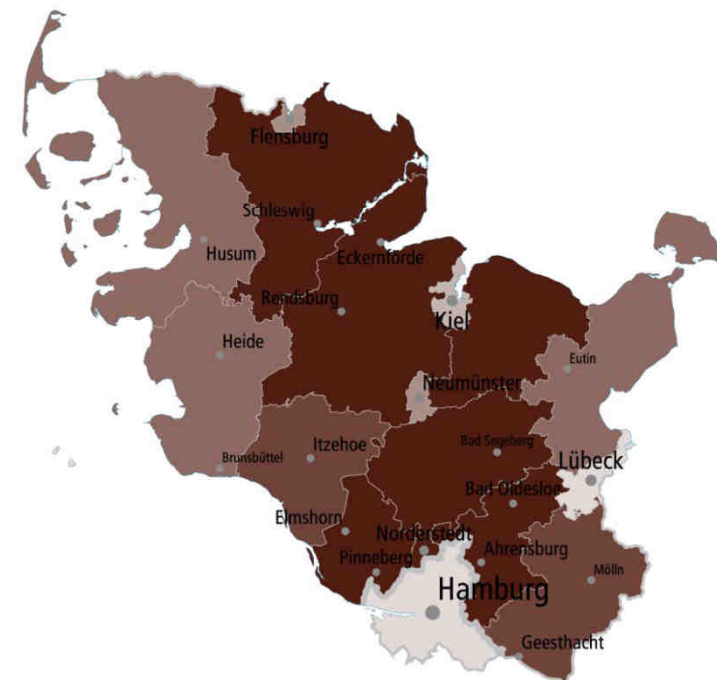 Flensburg
Schleswig
Husum
Eckernförde
Rendsburg
Kiel
Heide
Eutin
Neumünster
Bad Segeberg
Itzehoe
Brunsbüttel
Lübeck
Bad Oldesloe
Elmshorn
Norderstedt
Pinneberg
Ahrensburg
Mölln
Hamburg
Geesthacht